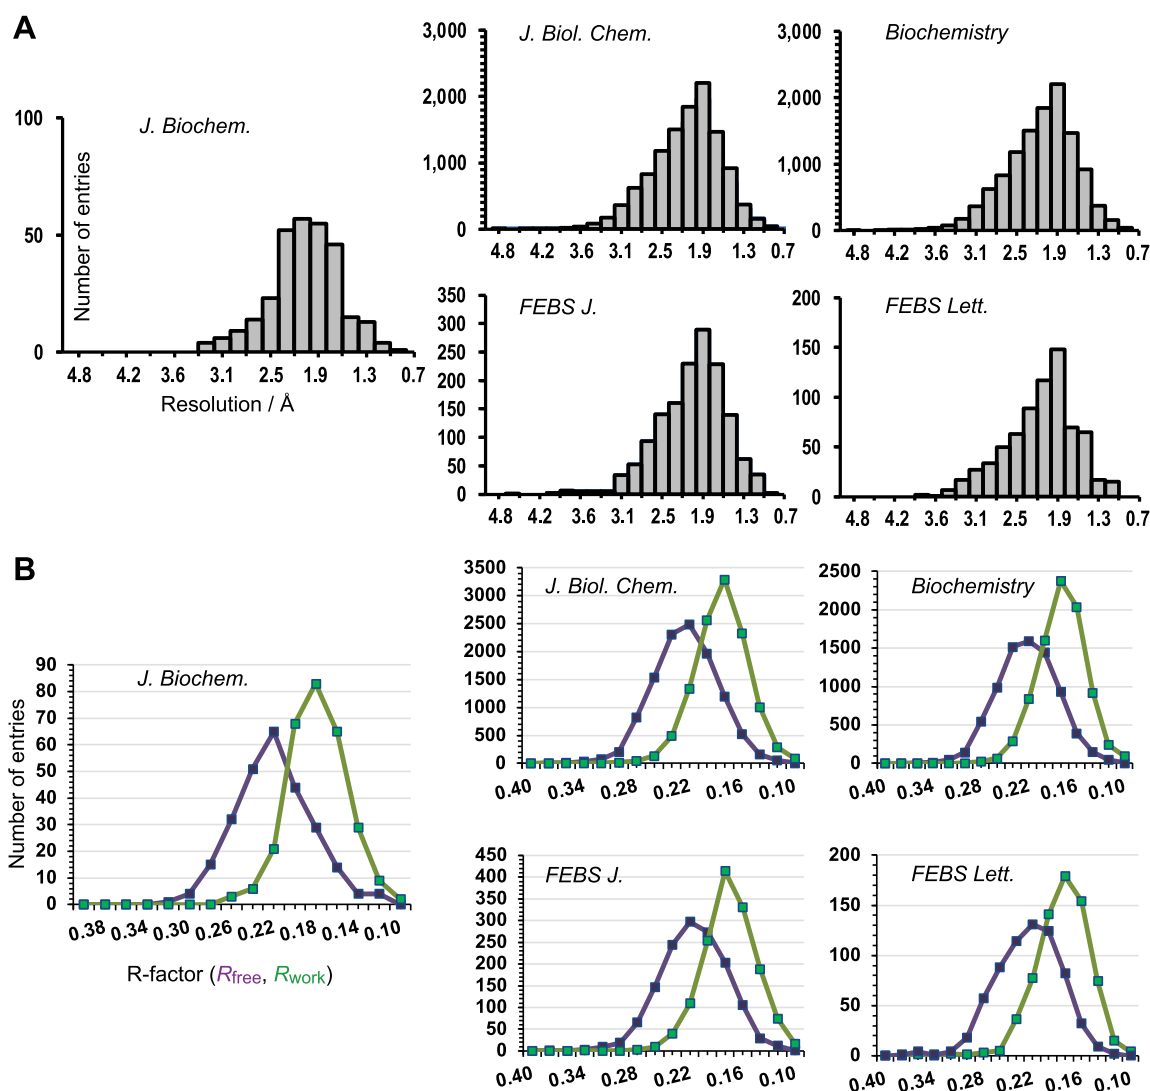 A
J. Biochem.
Number of entries
100
50
0
4.8 4.2 3.6 3.1 2.5 1.9 1.3 0.7
Resolution / Å
J. Biol. Chem.
3,000
2,000
1,000
0
4.8 4.2 3.6 3.1 2.5 1.9 1.3 0.7
Biochemistry
3,000
2,000
1,000
0
4.8 4.2 3.6 3.1 2.5 1.9 1.3 0.7
FEBS J.
350
300
250
200
150
100
50
0
4.8 4.2 3.6 3.1 2.5 1.9 1.3 0.7
FEBS Lett.
200
150
100
50
0
4.8 4.2 3.6 3.1 2.5 1.9 1.3 0.7
B
J. Biochem.
Number of entries
90
80
70
60
50
40
30
20
10
0
0.38 0.34 0.30 0.26 0.22 0.18 0.14 0.10
R-factor (Rfree, Rwork)
J. Biol. Chem.
3500
3000
2500
2000
1500
1000
500
0
0.40 0.34 0.28 0.22 0.16 0.10
Biochemistry
2500
2000
1500
1000
500
0
0.40 0.34 0.28 0.22 0.16 0.10
FEBS J.
450
400
350
300
250
200
150
100
50
0
0.40 0.34 0.28 0.22 0.16 0.10
FEBS Lett.
200
150
100
50
0
0.40 0.34 0.28 0.22 0.16 0.10